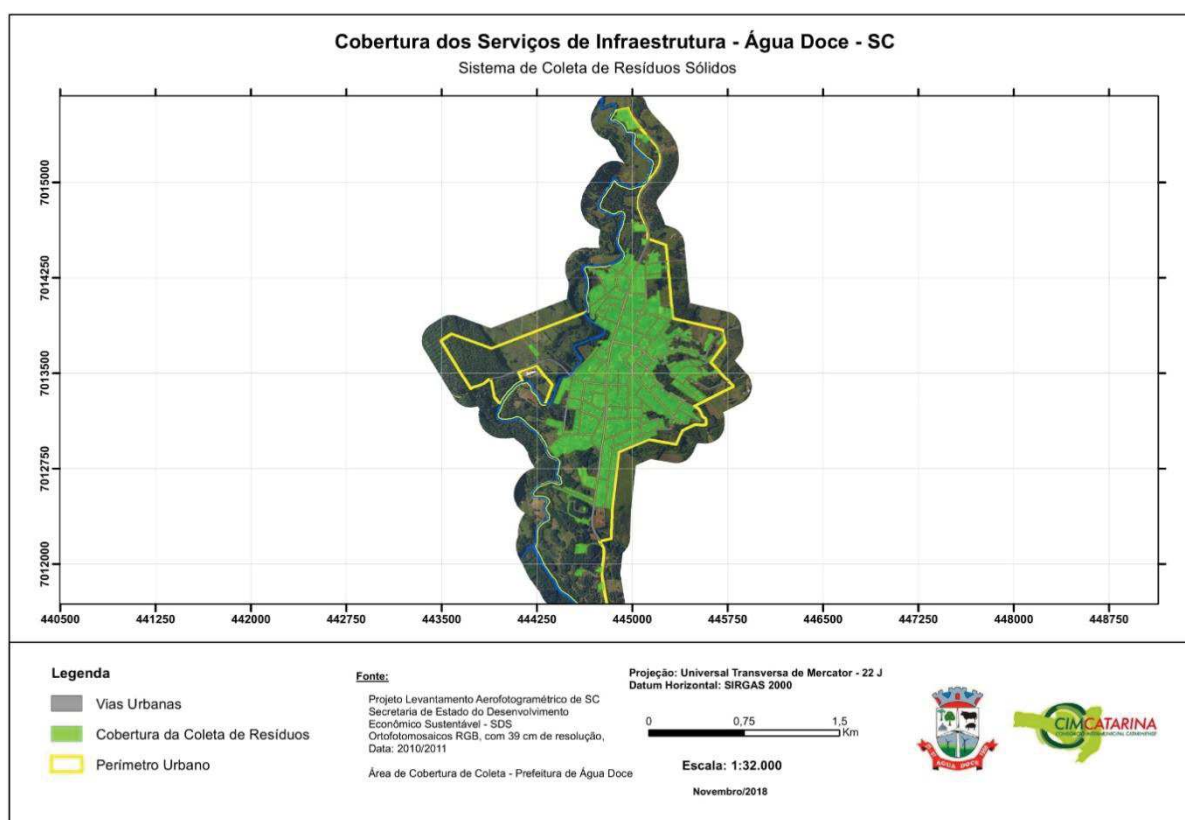 Cobertura dos Serviços de Infraestrutura - Água Doce - SC
Sistema de Coleta de Resíduos Sólidos
7015000
7014250
7013500
7012750
7012000
440500 441250 442000 442750 443500 444250 445000 445750 446500 447250 448000 448750
Legenda
Vias Urbanas
Cobertura da Coleta de Resíduos
Perímetro Urbano
Fonte:
Projeto Levantamento Aerofotogramétrico de SC
Secretaria de Estado do Desenvolvimento
Econômico Sustentável - SDS
Ortofotomosaicos RGB, com 39 cm de resolução,
Data: 2010/2011
Área de Cobertura de Coleta - Prefeitura de Água Doce
Projeção: Universal Transversa de Mercator - 22 J
Datum Horizontal: SIRGAS 2000
0 0,75 1,5
Km
Escala: 1:32.000
Novembro/2018
ÁGUA DOCE
CIMCATARINA
CONSÓRCIO INTERMUNICIPAL CATARINENSE